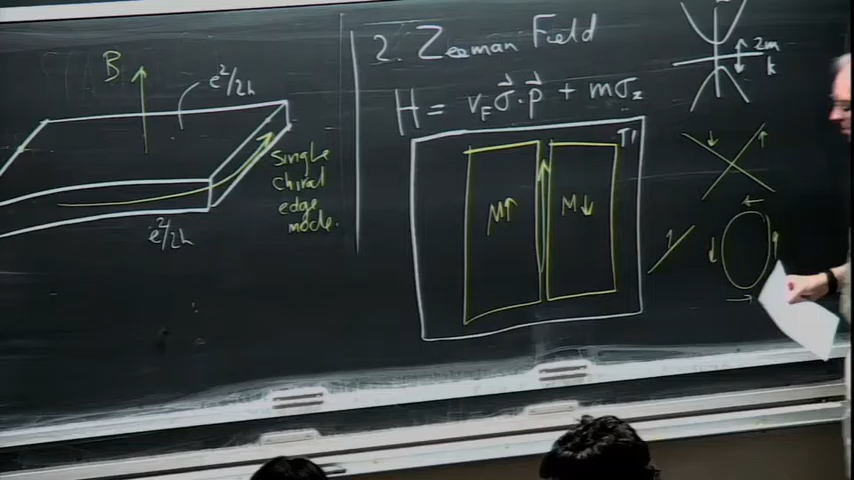 B
e²/2h
single
chiral
edge
mode.
e²/2h
2. Zeeman Field
H = v_F σ⃗·p⃗ + mσ_z
TI
M↑
M↓
2m
k